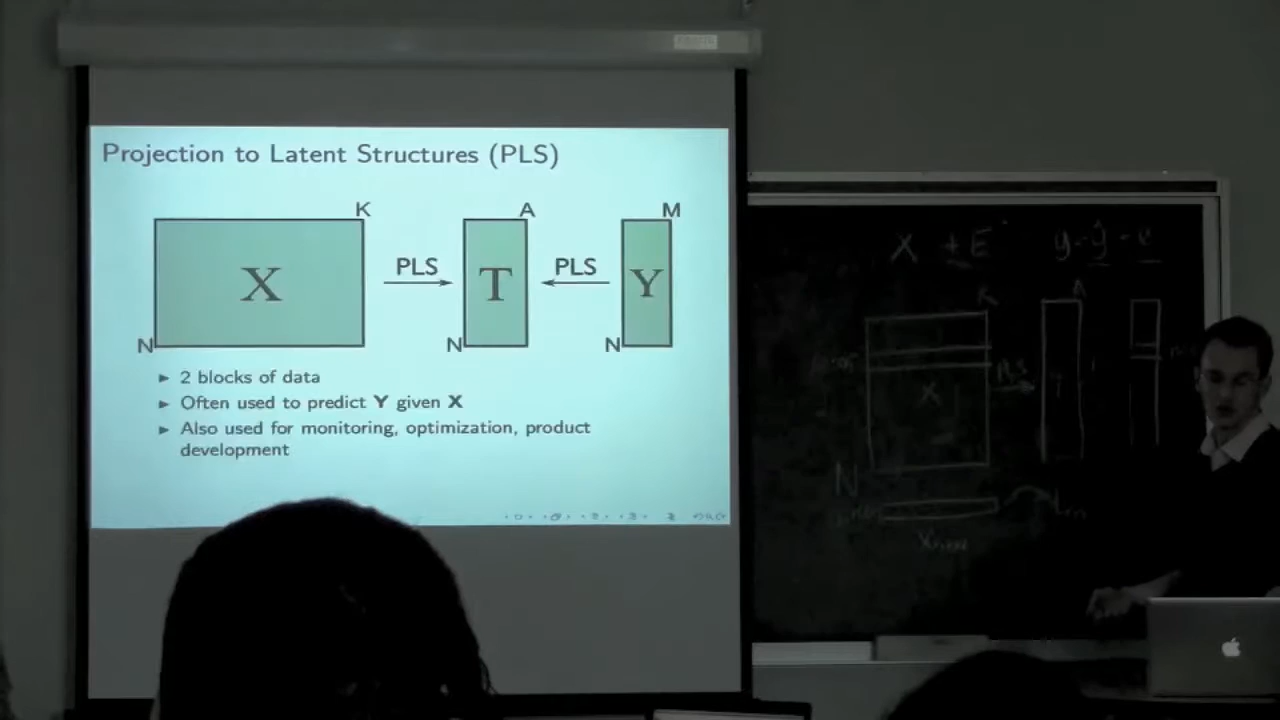 Projection to Latent Structures (PLS)
K
A
M
X
PLS
T
PLS
Y
N
N
N
2 blocks of data
Often used to predict Y given X
Also used for monitoring, optimization, product
development
X + E
K
A
PLS
X
N